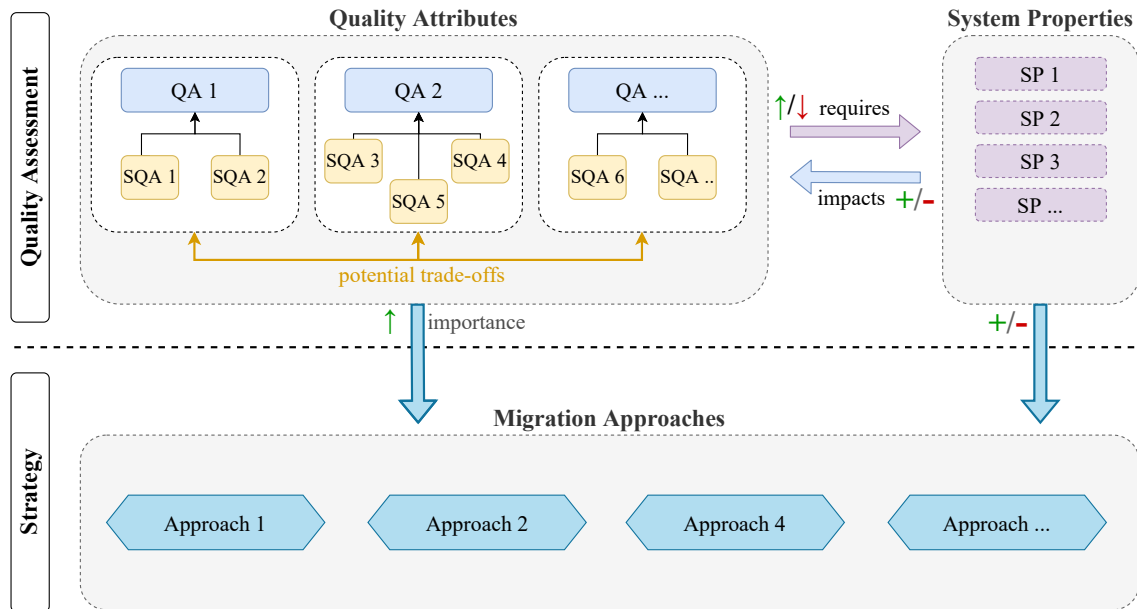 Quality Attributes
System Properties
Quality Assessment
QA 1
QA 2
QA ...
SQA 1
SQA 2
SQA 3
SQA 4
SQA 5
SQA 6
SQA ..
potential trade-offs
↑/↓ requires
impacts +/-
SP 1
SP 2
SP 3
SP ...
↑ importance
+/-
Strategy
Migration Approaches
Approach 1
Approach 2
Approach 4
Approach ...